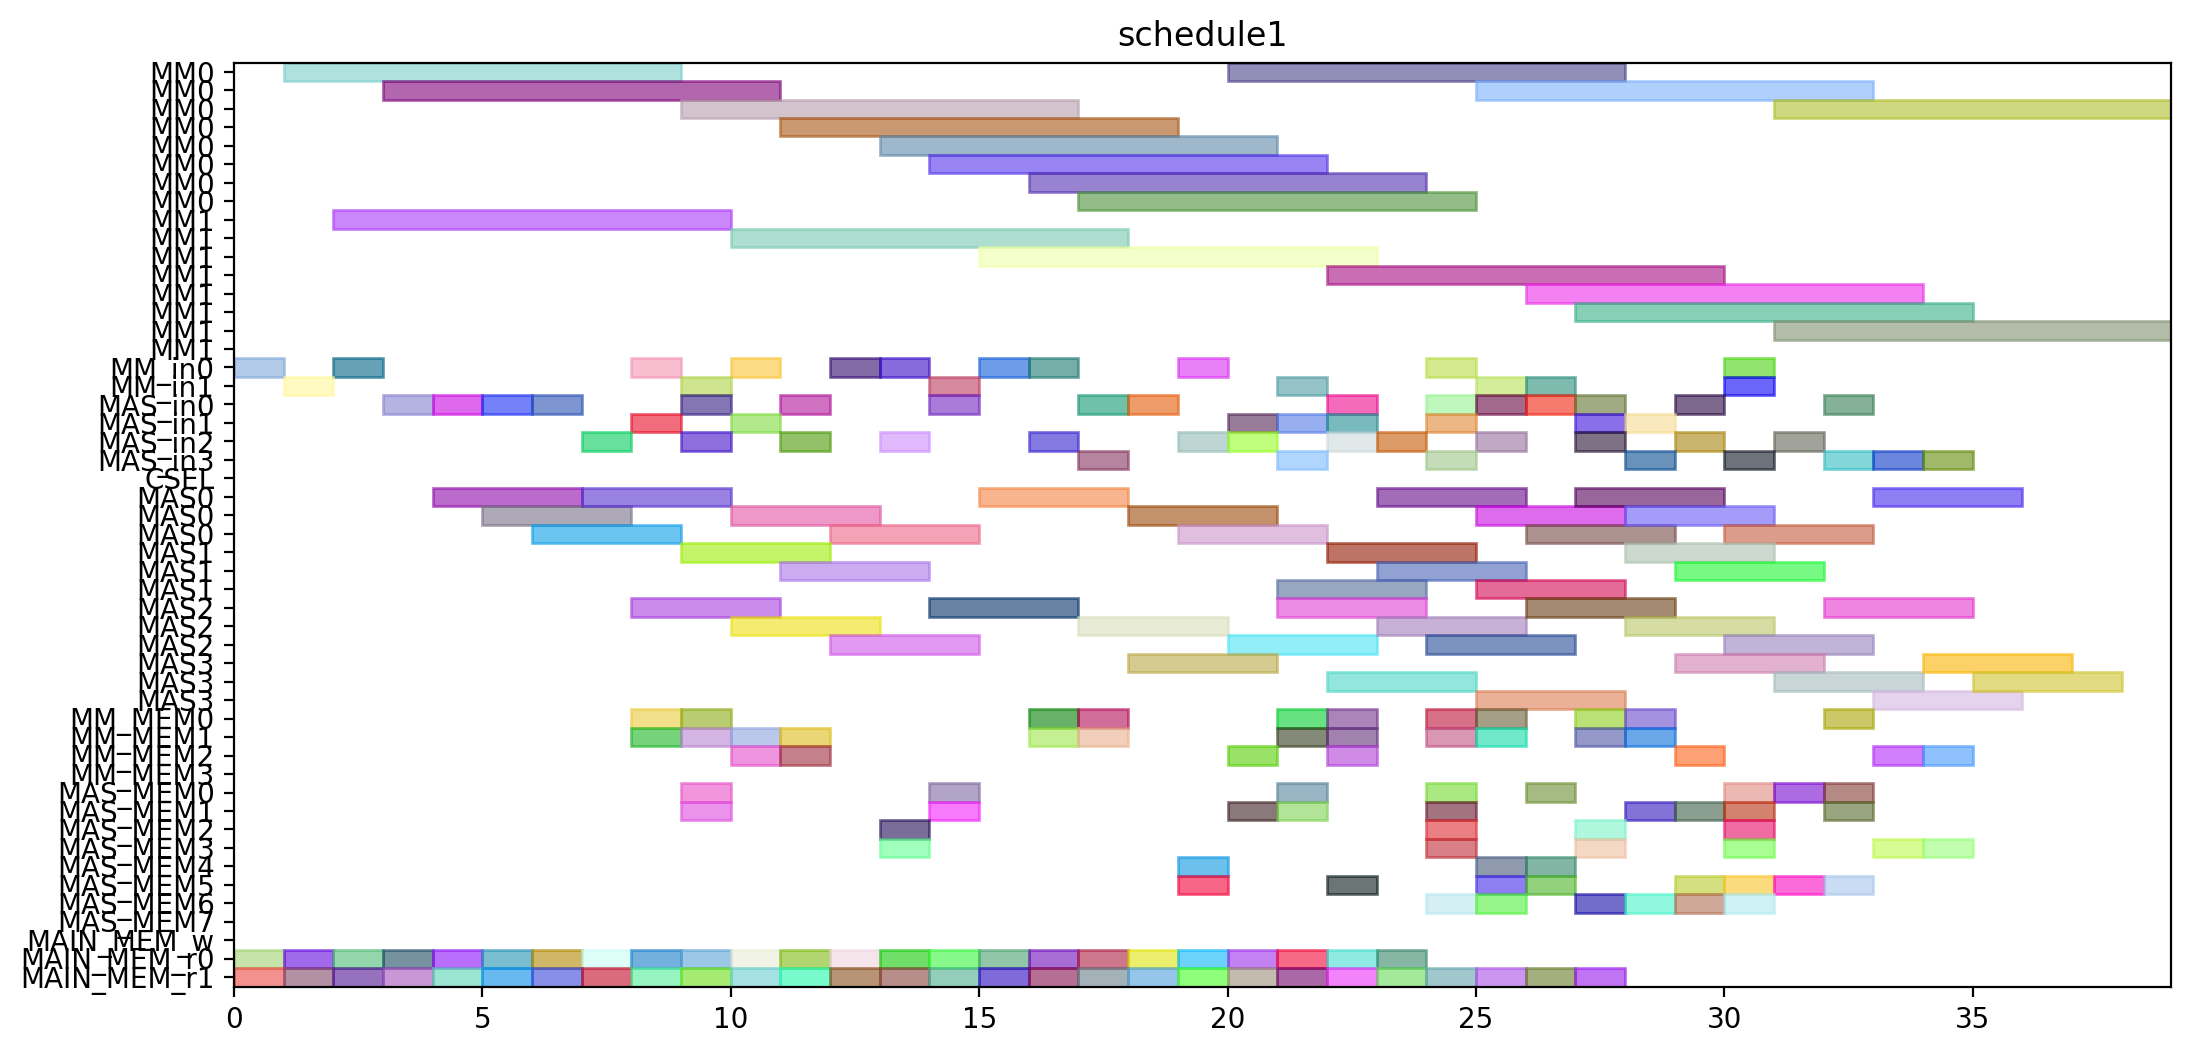 schedule1
MM0
MM0
MM0
MM0
MM0
MM0
MM0
MM0
MM1
MM1
MM1
MM1
MM1
MM1
MM1
MM1
MM_in0
MM_in1
MAS_in0
MAS_in1
MAS_in2
MAS_in3
CSEL
MAS0
MAS0
MAS0
MAS1
MAS1
MAS1
MAS2
MAS2
MAS2
MAS3
MAS3
MAS3
MM_MEM0
MM_MEM1
MM_MEM2
MM_MEM3
MAS_MEM0
MAS_MEM1
MAS_MEM2
MAS_MEM3
MAS_MEM4
MAS_MEM5
MAS_MEM6
MAS_MEM7
MAIN_MEM_w
MAIN_MEM_r0
MAIN_MEM_r1
0 5 10 15 20 25 30 35